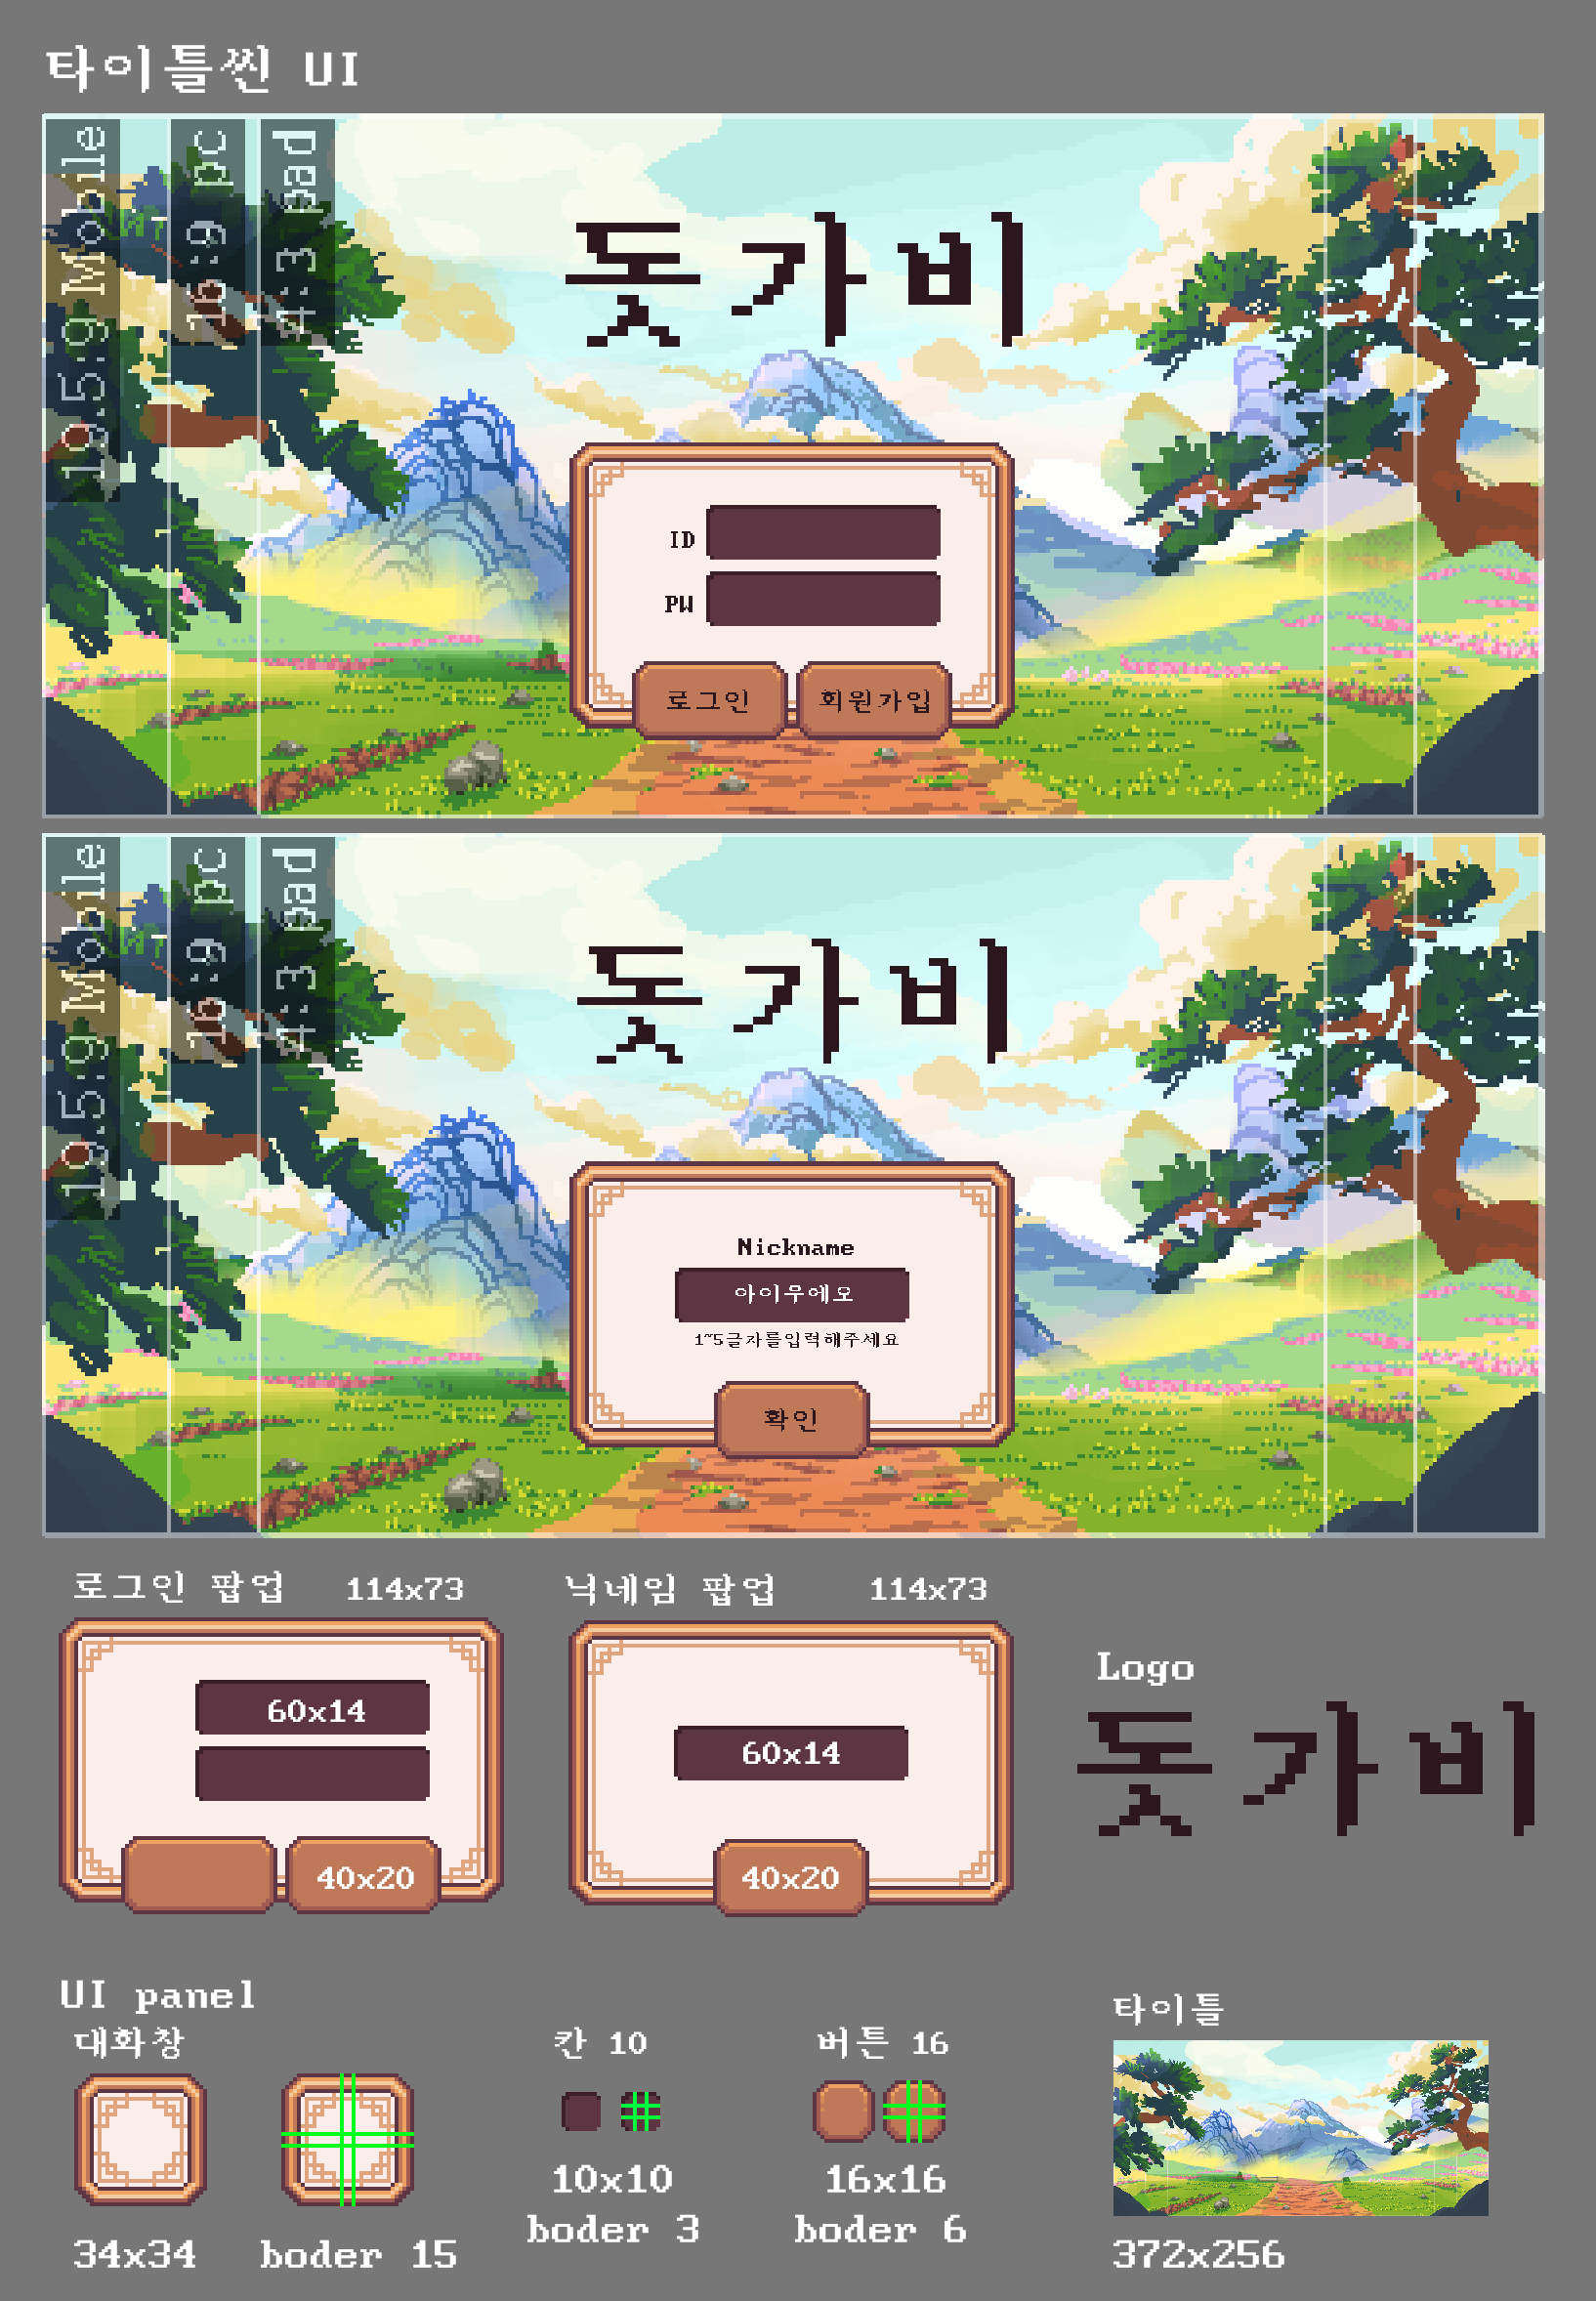 타이틀씬 UI
19.5:9 Mobile
16:9 pc
4:3 pad
돗가비
ID
PW
로그인
회원가입
19.5:9 Mobile
16:9 pc
4:3 pad
돗가비
Nickname
아이우에오
1~5글자를입력해주세요
확인
로그인 팝업 114x73
60x14
40x20
닉네임 팝업 114x73
60x14
40x20
Logo
돗가비
UI panel
대화창
34x34
boder 15
칸 10
10x10
boder 3
버튼 16
16x16
boder 6
타이틀
372x256